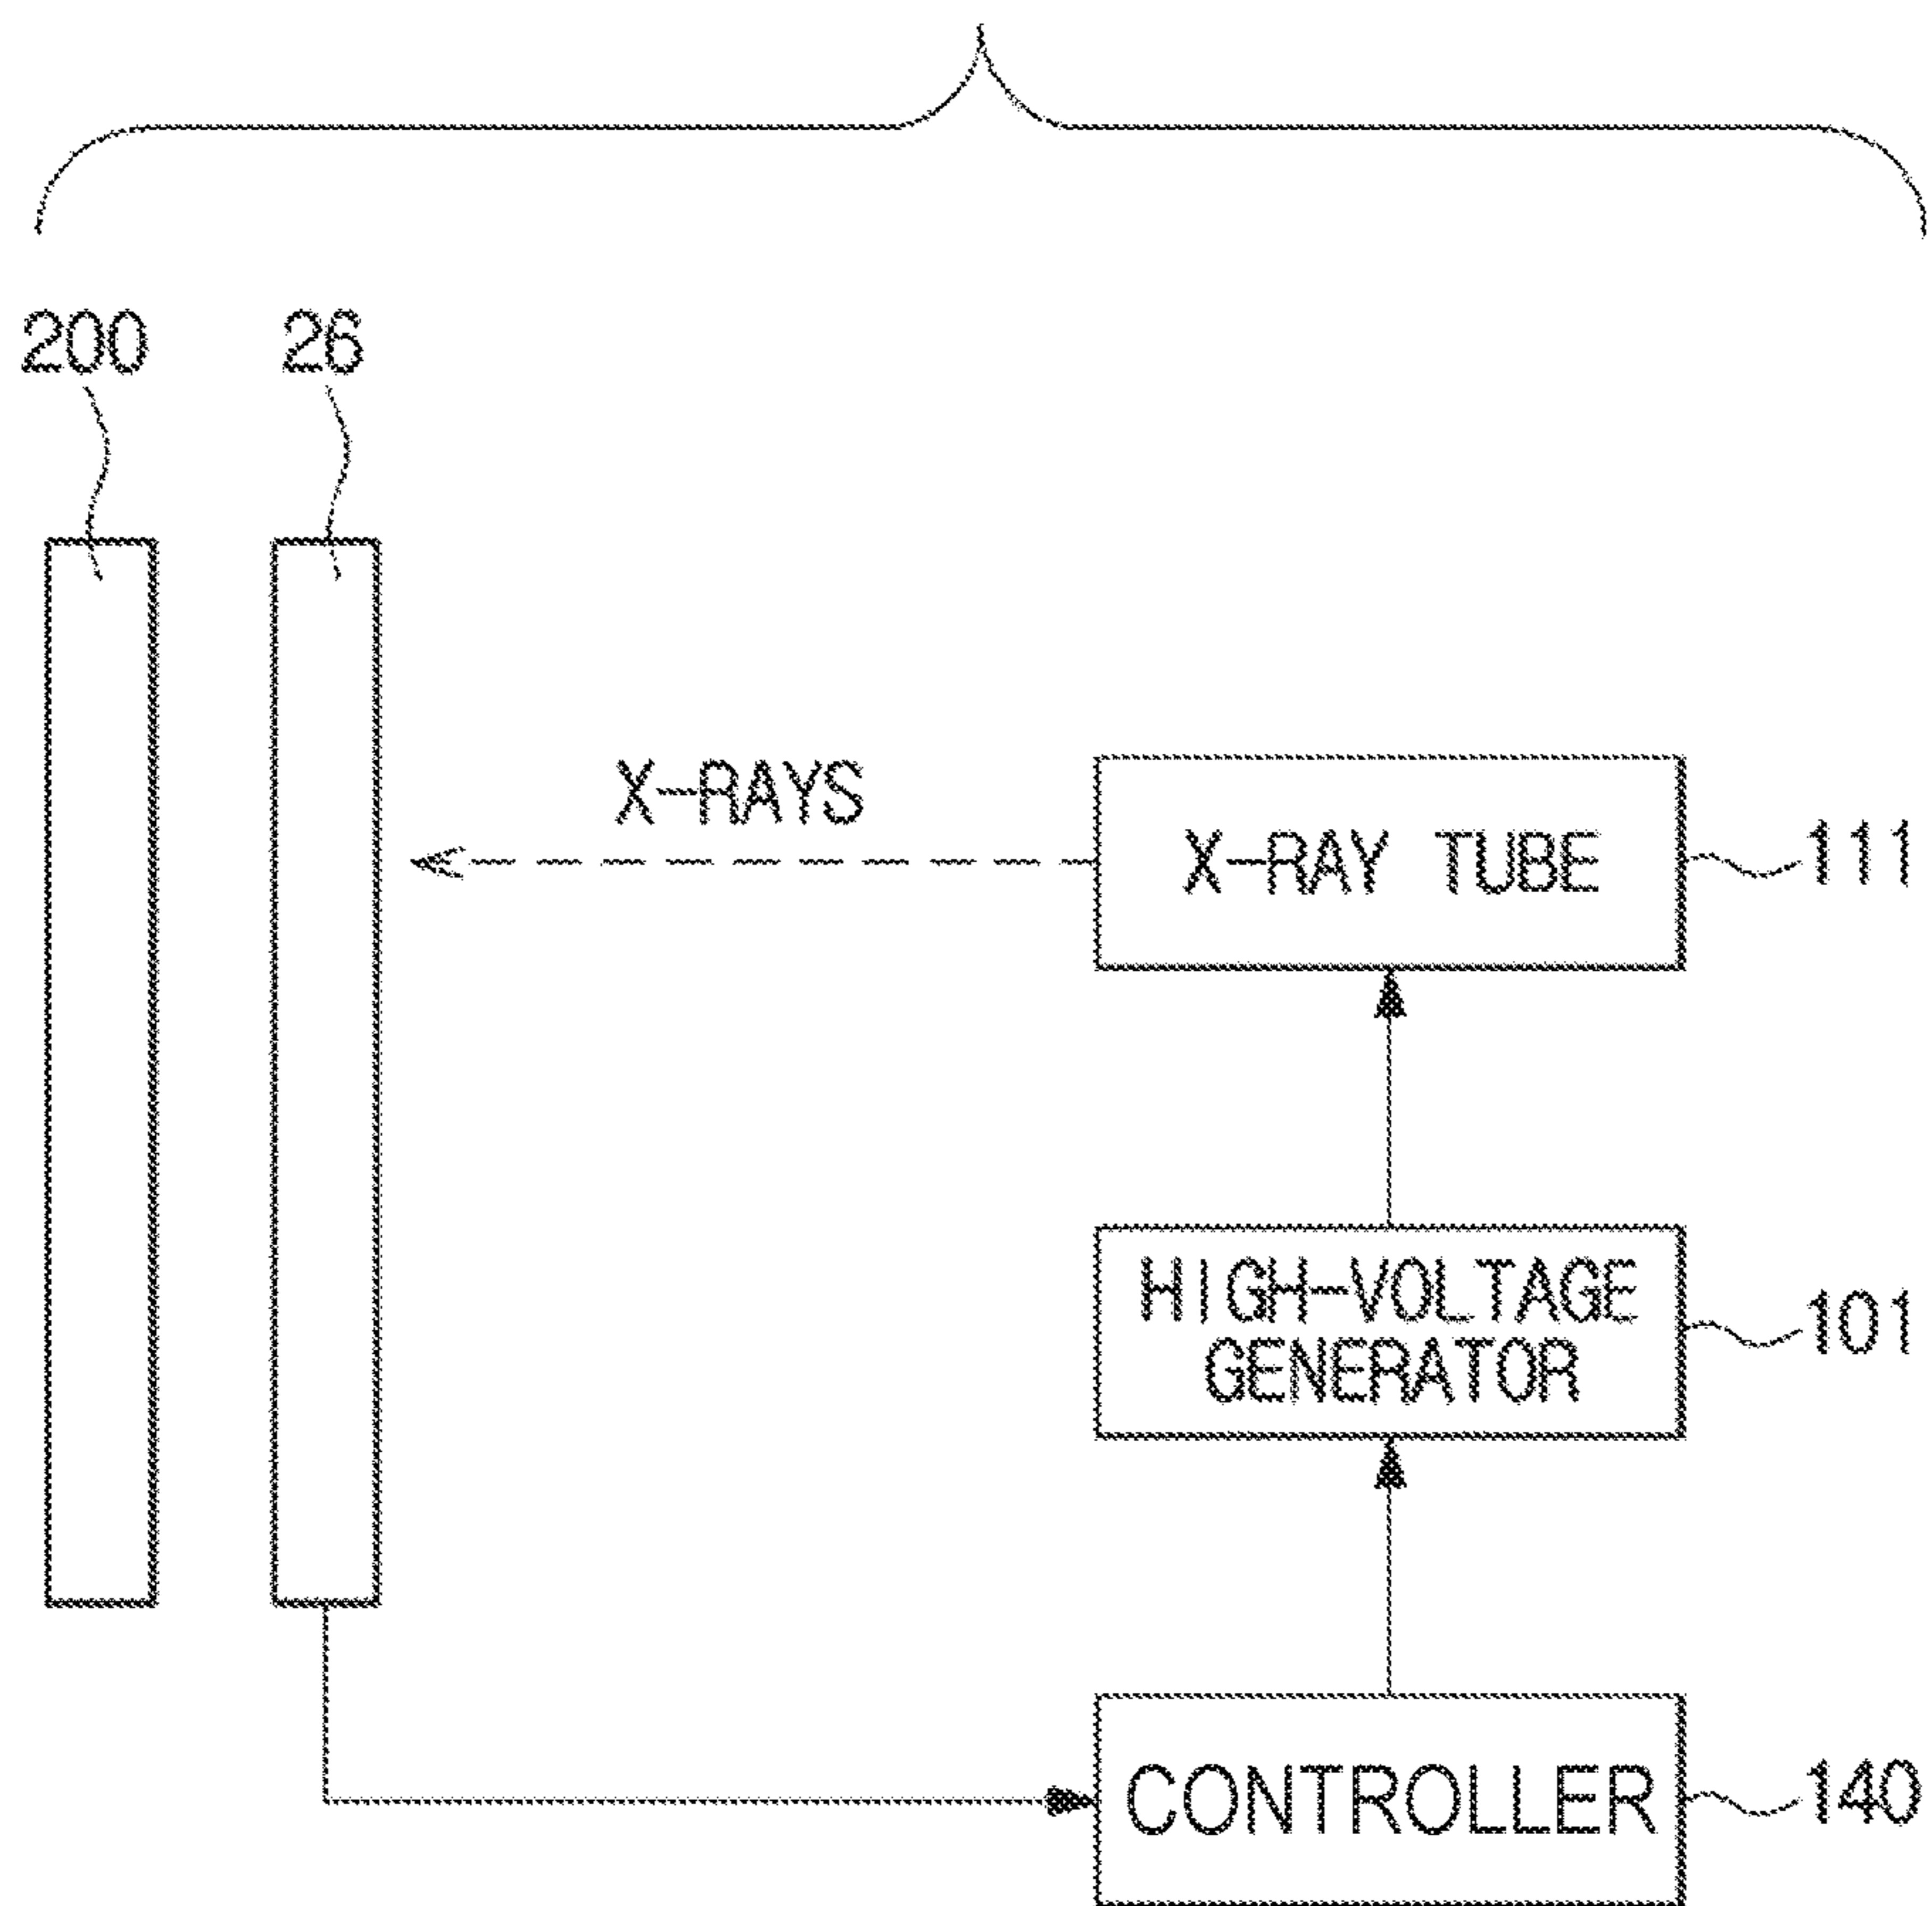 200
26
X-RAYS
X-RAY TUBE
111
HIGH-VOLTAGE
GENERATOR
101
CONTROLLER
140